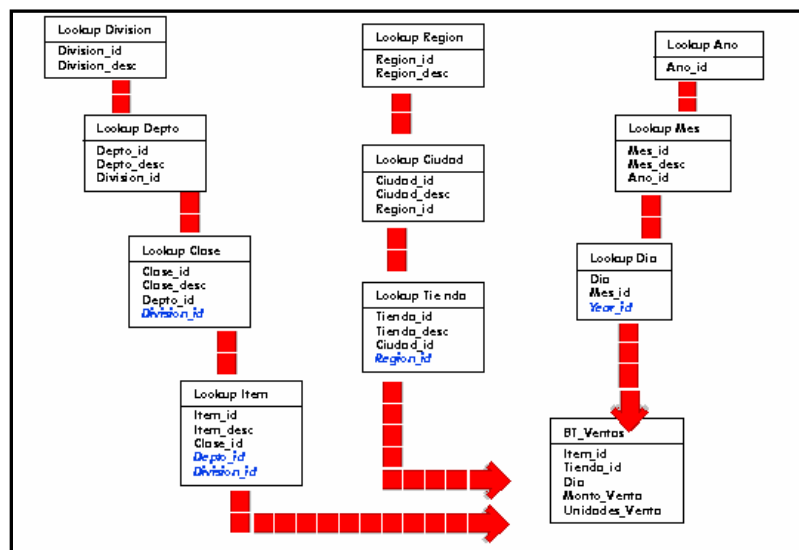 Lookup Division
Division_id
Division_desc
Lookup Depto
Depto_id
Depto_desc
Division_id
Lookup Clase
Clase_id
Clase_desc
Depto_id
Division_id
Lookup Item
Item_id
Item_desc
Clase_id
Depto_id
Division_id
Lookup Region
Region_id
Region_desc
Lookup Ciudad
Ciudad_id
Ciudad_desc
Region_id
Lookup Tienda
Tienda_id
Tienda_desc
Ciudad_id
Region_id
Lookup Ano
Ano_id
Lookup Mes
Mes_id
Mes_desc
Ano_id
Lookup Dia
Dia
Mes_id
Year_id
BT_Ventas
Item_id
Tienda_id
Dia
Monto_Venta
Unidades_Venta